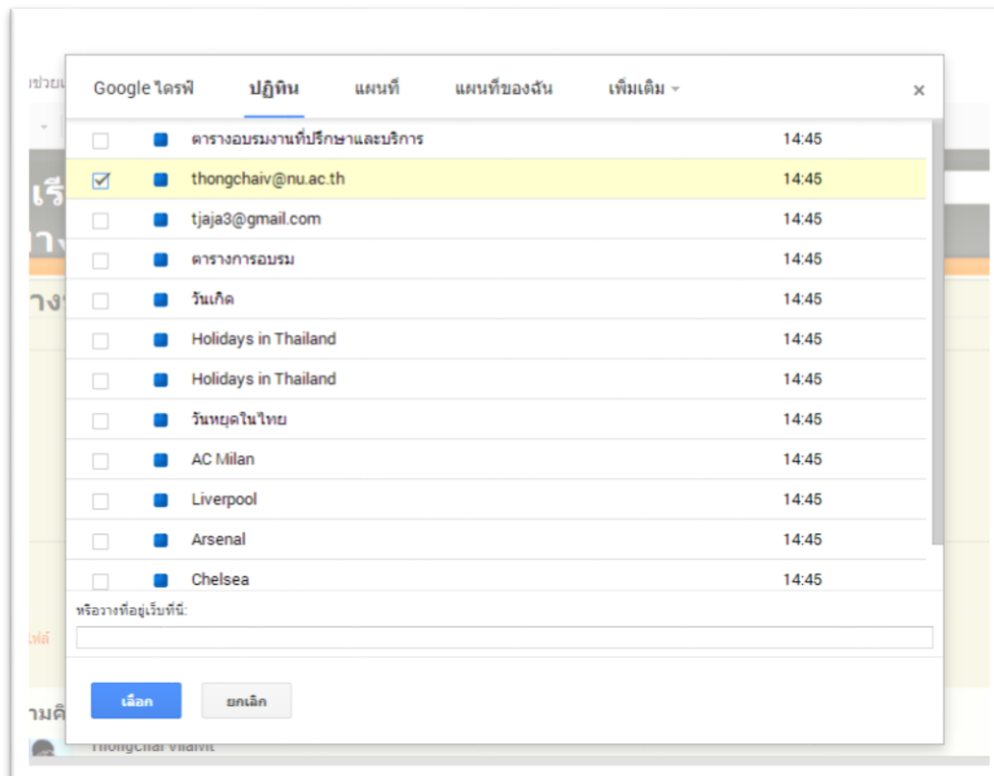 Google ไดรฟ์ ปฏิทิน แผนที่ แผนที่ของฉัน เพิ่มเติม ×
ตารางอบรมงานที่ปรึกษาและบริการ 14:45
thongchaiv@nu.ac.th 14:45
tjaja3@gmail.com 14:45
ตารางการอบรม 14:45
วันเกิด 14:45
Holidays in Thailand 14:45
Holidays in Thailand 14:45
วันหยุดในไทย 14:45
AC Milan 14:45
Liverpool 14:45
Arsenal 14:45
Chelsea 14:45
หรือวางที่อยู่เว็บที่นี่:
เลือก ยกเลิก
Thongchai Vilaivit